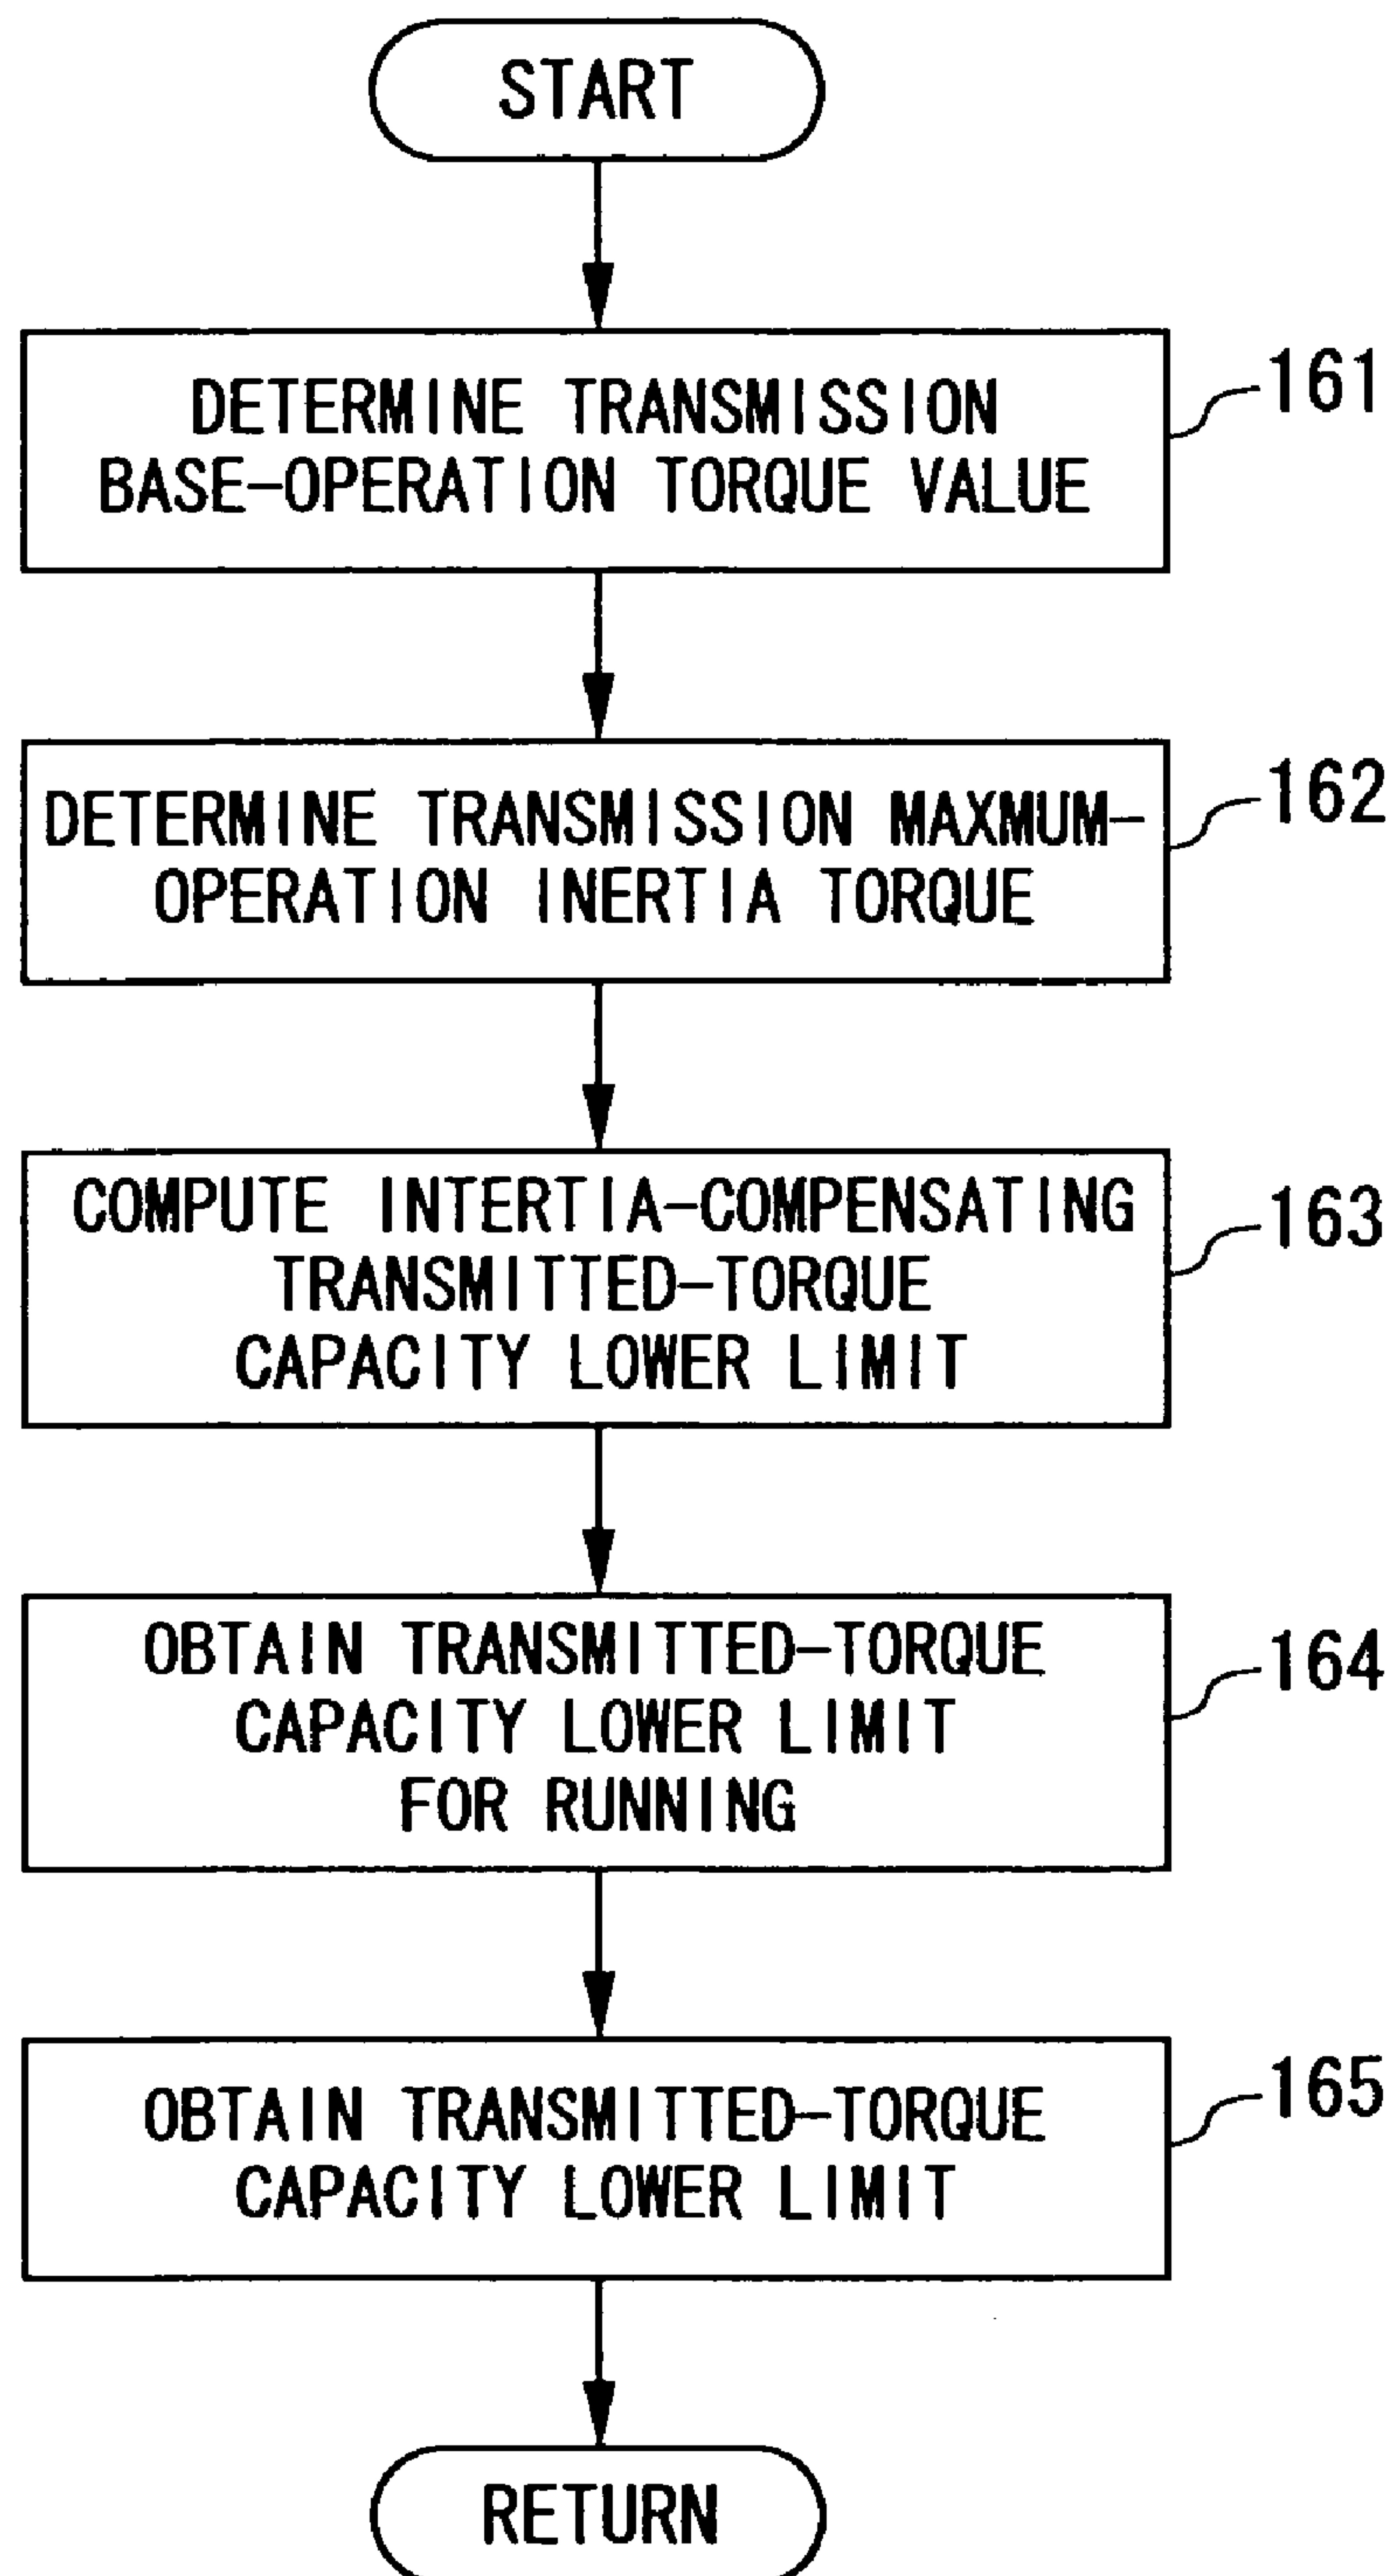 START
DETERMINE TRANSMISSION
BASE-OPERATION TORQUE VALUE
161
DETERMINE TRANSMISSION MAXMUM-
OPERATION INERTIA TORQUE
162
COMPUTE INTERTIA-COMPENSATING
TRANSMITTED-TORQUE
CAPACITY LOWER LIMIT
163
OBTAIN TRANSMITTED-TORQUE
CAPACITY LOWER LIMIT
FOR RUNNING
164
OBTAIN TRANSMITTED-TORQUE
CAPACITY LOWER LIMIT
165
RETURN